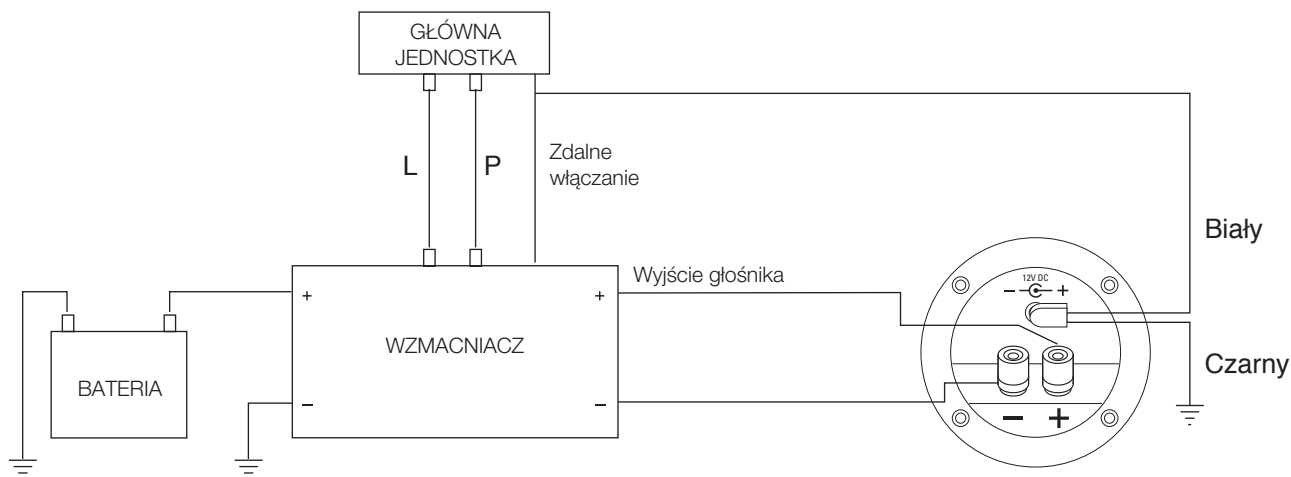 GŁÓWNA
JEDNOSTKA
L
P
Zdalne
włączanie
Biały
Wyjście głośnika
12V DC
– +
+
+
WZMACNIACZ
BATERIA
Czarny
–
–
– +